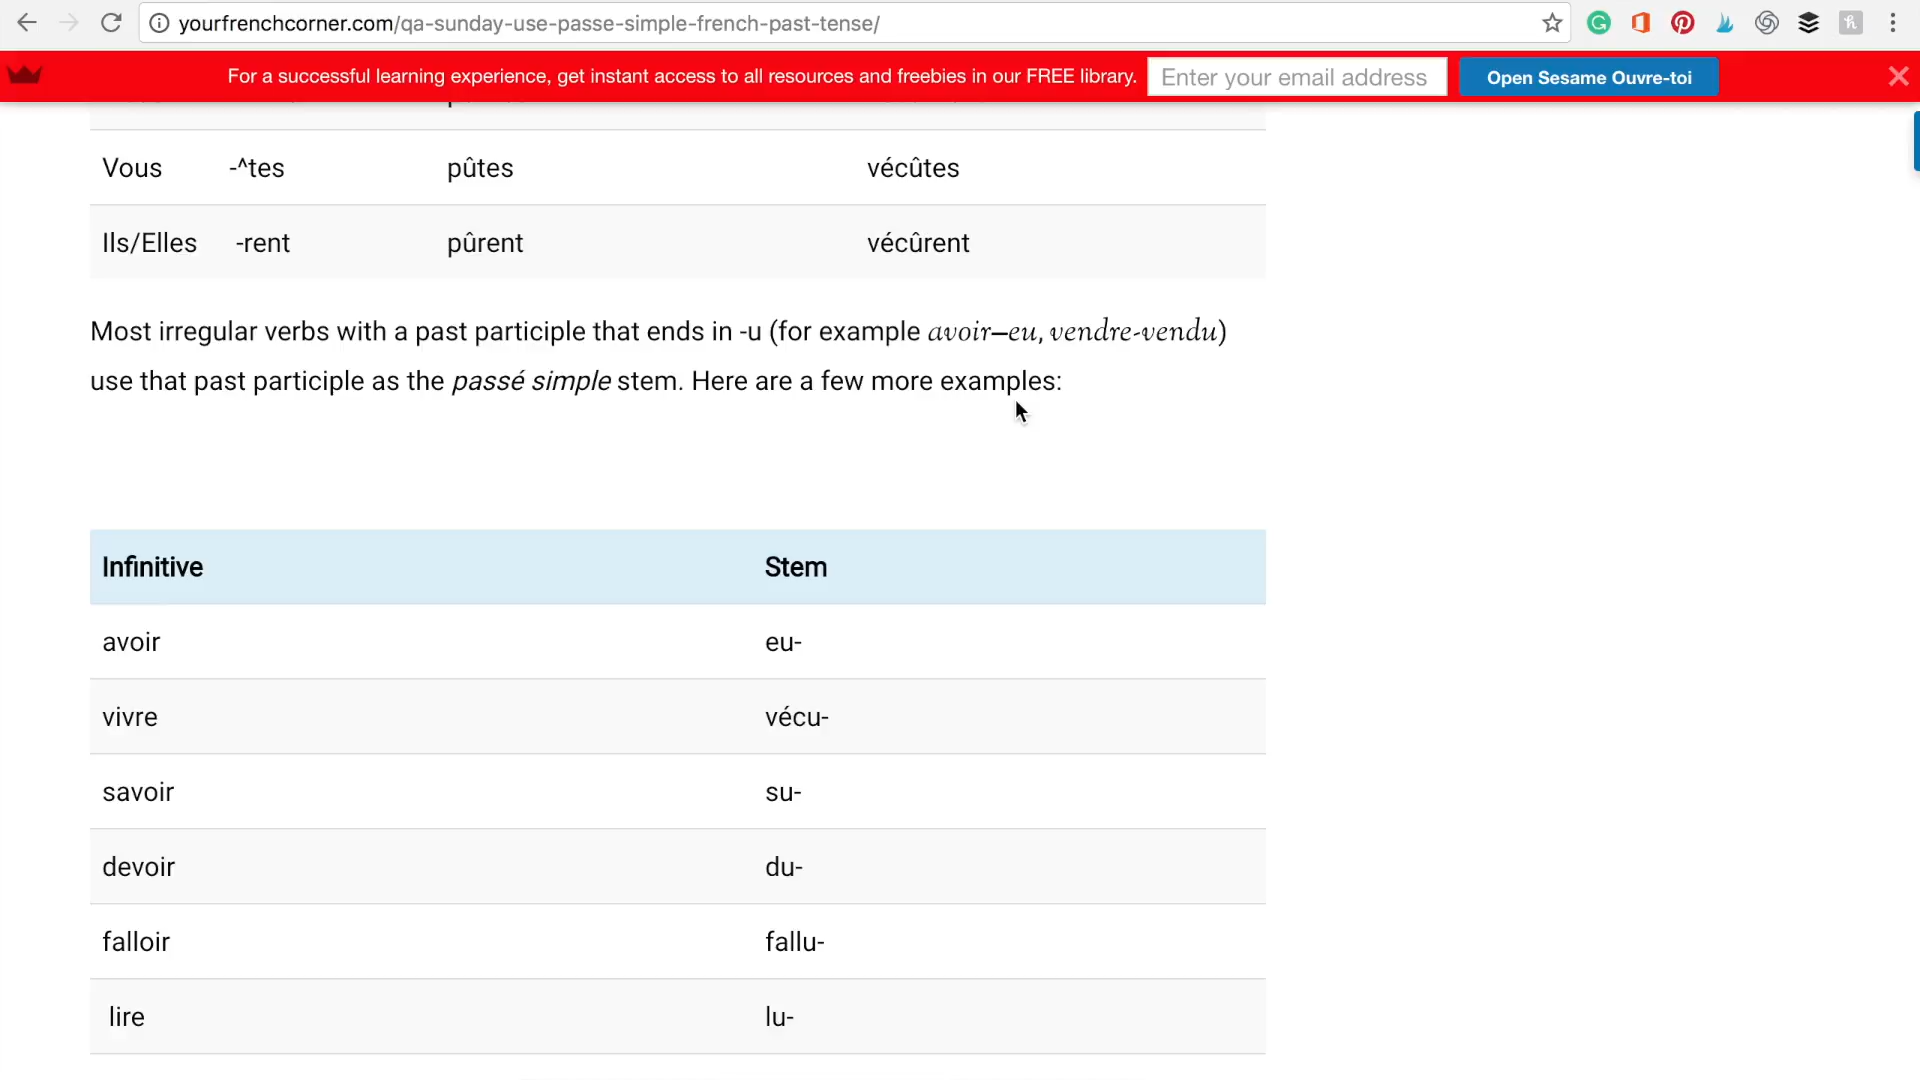 yourfrenchcorner.com/qa-sunday-use-passe-simple-french-past-tense/
For a successful learning experience, get instant access to all resources and freebies in our FREE library. Enter your email address Open Sesame Ouvre-toi
Vous -^tes pûtes vécûtes
Ils/Elles -rent pûrent vécûrent
Most irregular verbs with a past participle that ends in -u (for example avoir–eu, vendre-vendu)
use that past participle as the passé simple stem. Here are a few more examples:
Infinitive Stem
avoir eu-
vivre vécu-
savoir su-
devoir du-
falloir fallu-
lire lu-